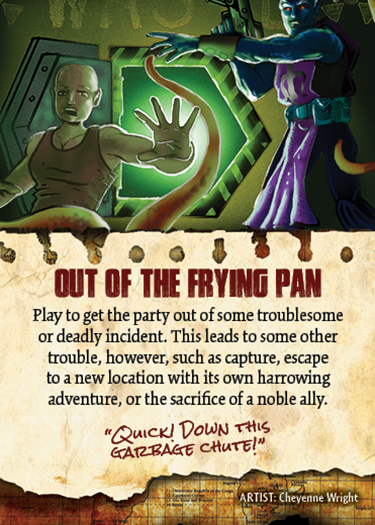 OUT OF THE FRYING PAN
Play to get the party out of some troublesome
or deadly incident. This leads to some other
trouble, however, such as capture, escape
to a new location with its own harrowing
adventure, or the sacrifice of a noble ally.
"QUICK! DOWN THIS
GARBAGE CHUTE!"
ARTIST: Cheyenne Wright